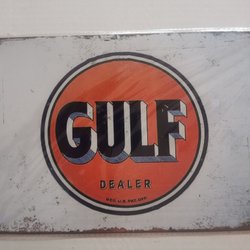 GULF
DEALER
REG. U.S. PAT. OFF.